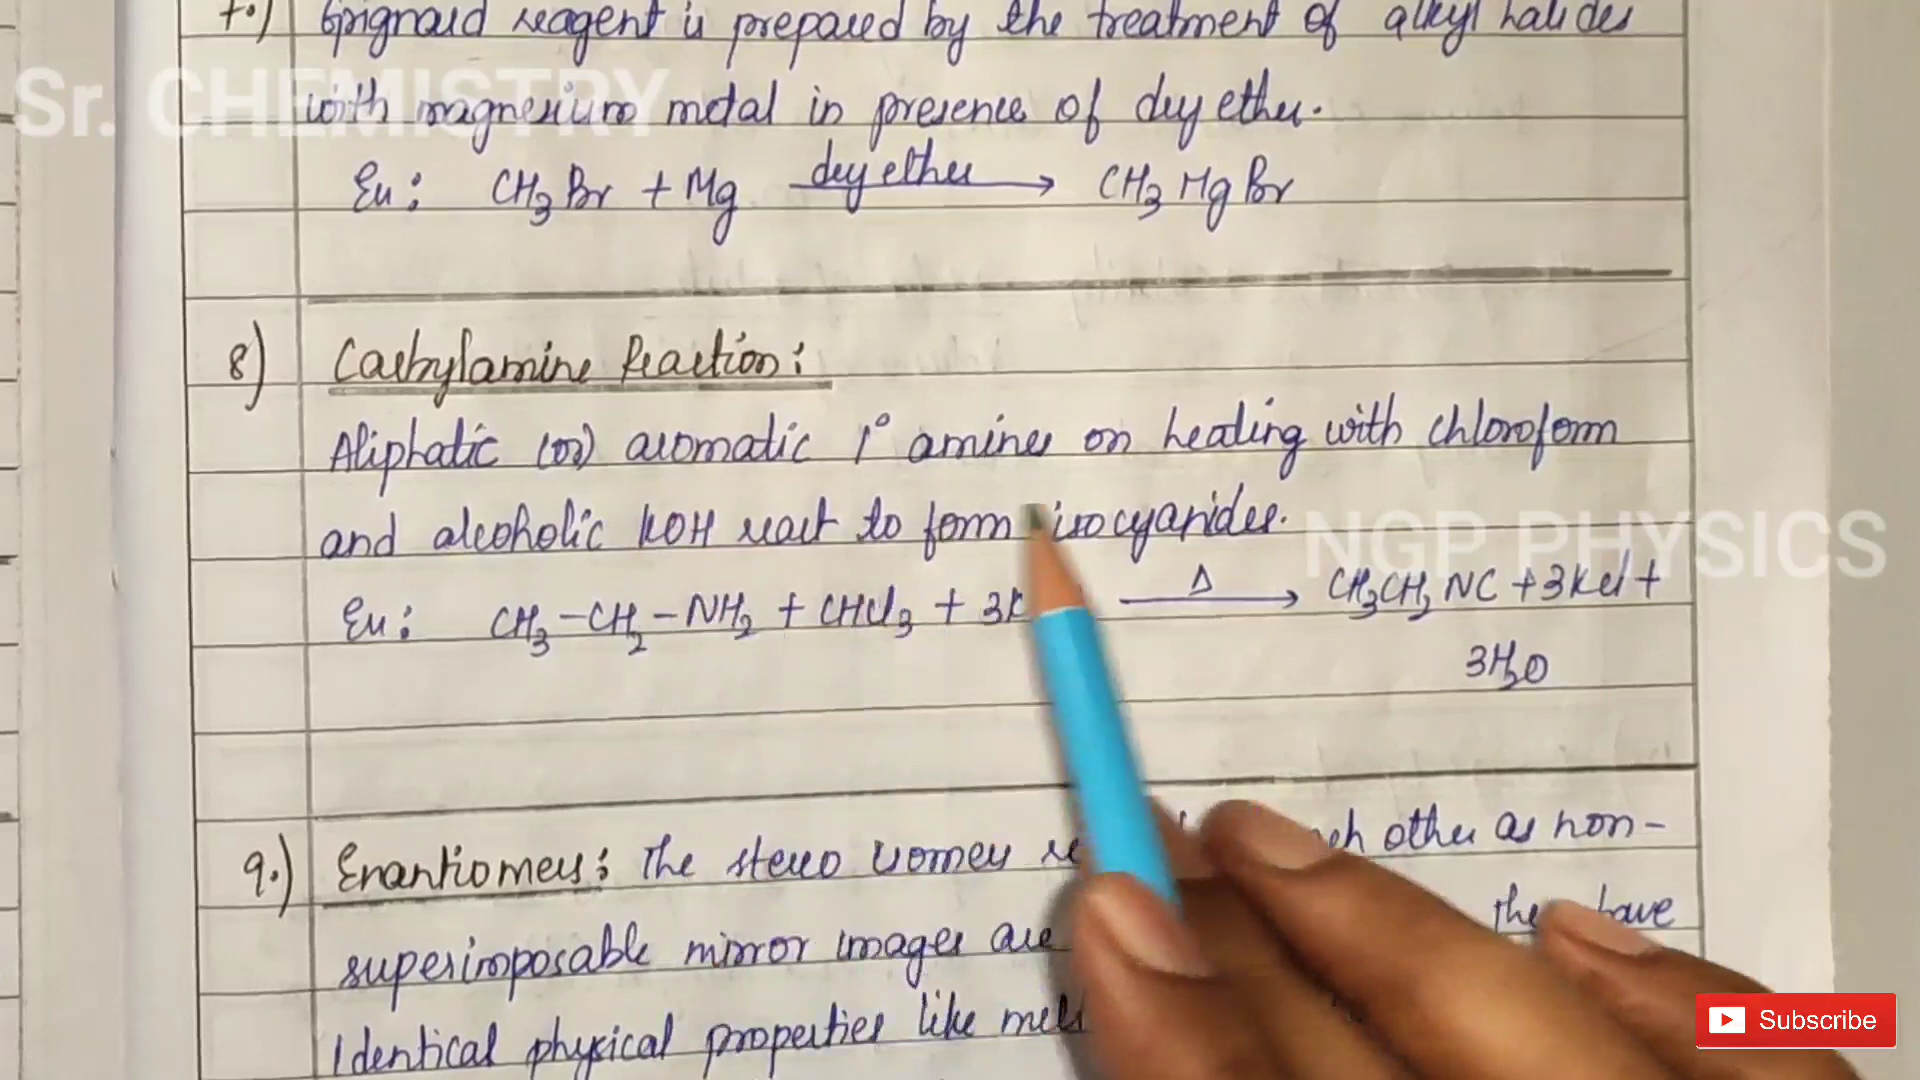 7.) Grignard reagent is prepared by the treatment of alkyl halides
with magnesium metal in presence of dry ether.
Ex: CH3Br + Mg dry ether → CH3MgBr
8) Carbylamine Reaction:
Aliphatic (or) aromatic 1° amines on heating with chloroform
and alcoholic KOH react to form isocyanides.
Ex: CH3-CH2-NH2 + CHCl3 + 3K Δ → CH3CH2NC + 3KCl +
3H2O
9.) Enantiomers: The stereo isomers each other as non-
superimposable mirror images are they have
Identical physical properties like
Sr. CHEMISTRY
NGP PHYSICS
Subscribe